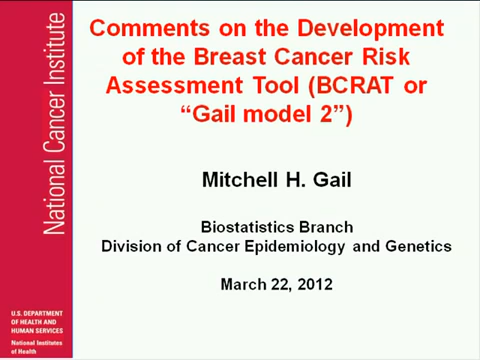 National Cancer Institute
Comments on the Development
of the Breast Cancer Risk
Assessment Tool (BCRAT or
“Gail model 2”)
Mitchell H. Gail
Biostatistics Branch
Division of Cancer Epidemiology and Genetics
March 22, 2012
U.S. DEPARTMENT
OF HEALTH AND
HUMAN SERVICES
National Institutes
of Health